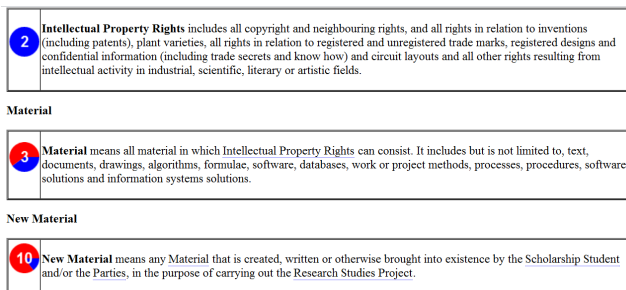 2
Intellectual Property Rights includes all copyright and neighbouring rights, and all rights in relation to inventions
(including patents), plant varieties, all rights in relation to registered and unregistered trade marks, registered designs and
confidential information (including trade secrets and know how) and circuit layouts and all other rights resulting from
intellectual activity in industrial, scientific, literary or artistic fields.
Material
3
Material means all material in which Intellectual Property Rights can consist. It includes but is not limited to, text,
documents, drawings, algorithms, formulae, software, databases, work or project methods, processes, procedures, software
solutions and information systems solutions.
New Material
10
New Material means any Material that is created, written or otherwise brought into existence by the Scholarship Student
and/or the Parties, in the purpose of carrying out the Research Studies Project.